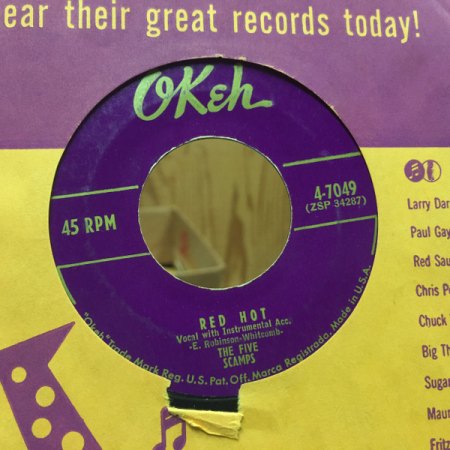 ear their great records today!
OKeh
45 RPM
4-7049
(ZSP 34287)
RED HOT
Vocal with Instrumental Acc.
-E. Robinson-Whitcomb-
THE FIVE
SCAMPS
"Okeh" Trade Mark Reg. U.S. Pat. Off. Marca Registrada. Made in U.S.A.
Larry Dar
Paul Gay
Red Sau
Chris P
Chuck
Big Th
Sugar
Mau
Fritz